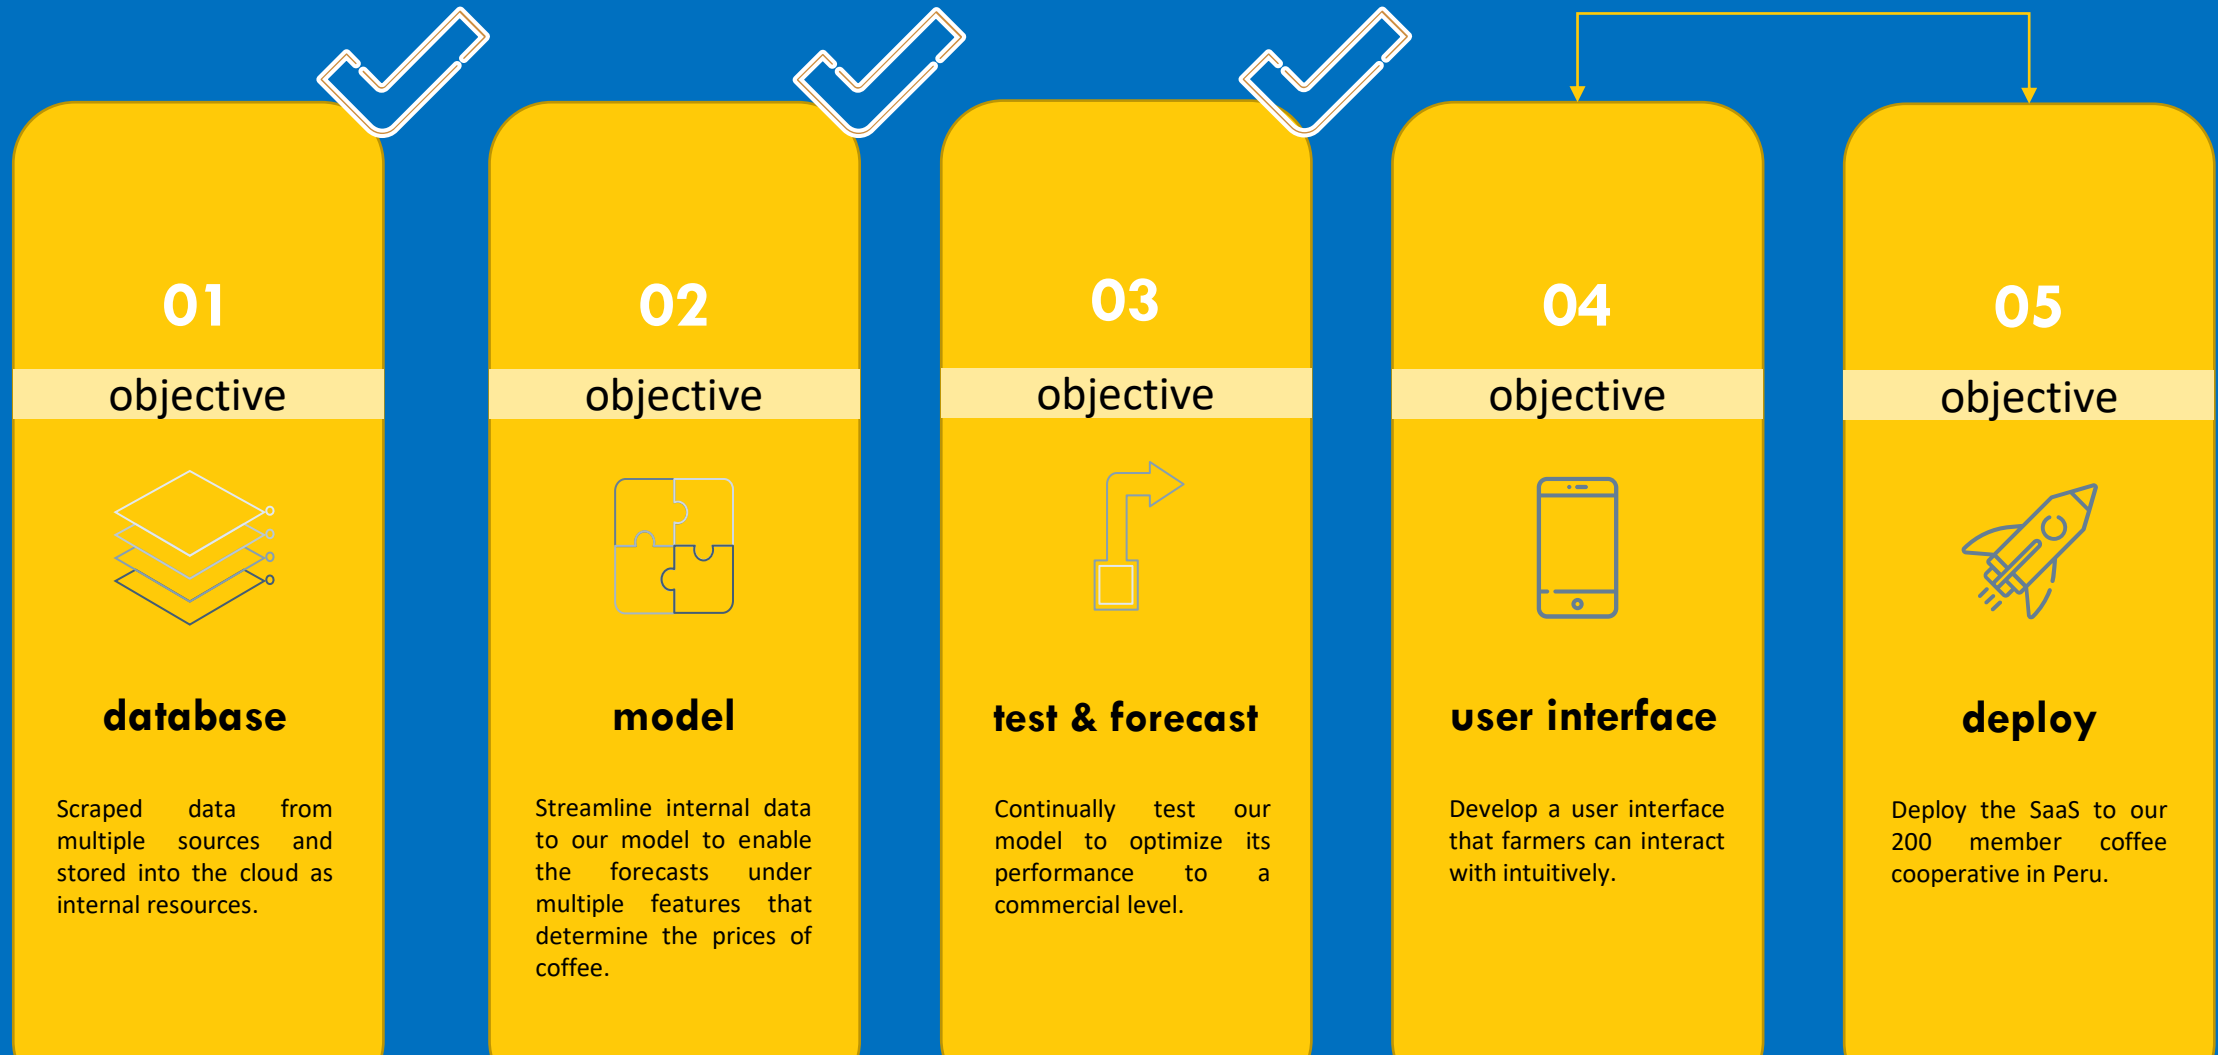 01
objective
database
Scraped data from
multiple sources and
stored into the cloud as
internal resources.
02
objective
model
Streamline internal data
to our model to enable
the forecasts under
multiple features that
determine the prices of
coffee.
03
objective
test & forecast
Continually test our
model to optimize its
performance to a
commercial level.
04
objective
user interface
Develop a user interface
that farmers can interact
with intuitively.
05
objective
deploy
Deploy the SaaS to our
200 member coffee
cooperative in Peru.